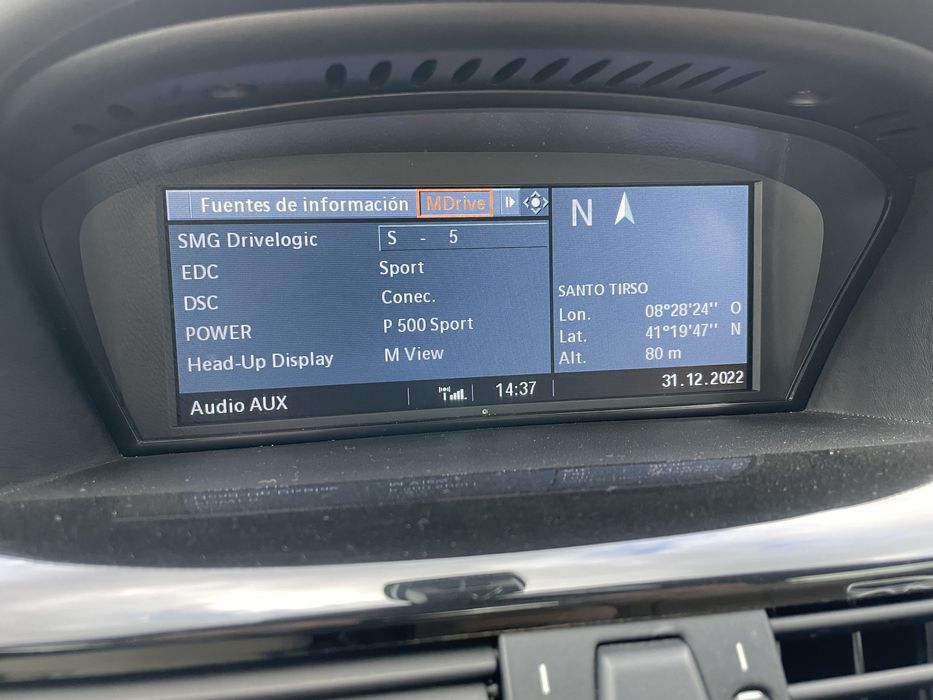 Fuentes de información MDrive
SMG Drivelogic S - 5
EDC Sport
DSC Conec.
POWER P 500 Sport
Head-Up Display M View
Audio AUX 14:37
N
SANTO TIRSO
Lon. 08°28'24'' O
Lat. 41°19'47'' N
Alt. 80 m
31.12.2022